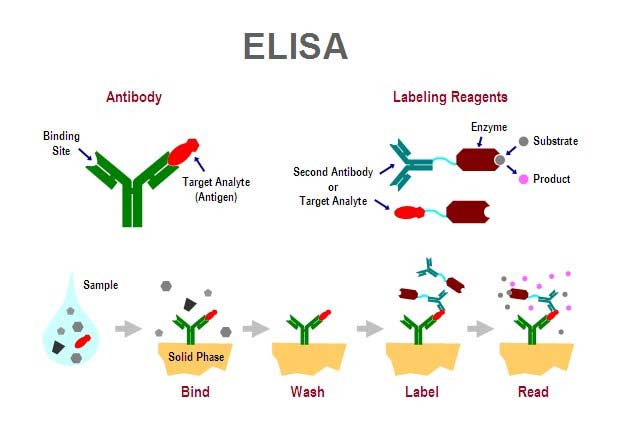 ELISA
Antibody
Labeling Reagents
Binding
Site
Target Analyte
(Antigen)
Enzyme
Substrate
Product
Second Antibody
or
Target Analyte
Sample
Solid Phase
Bind
Wash
Label
Read